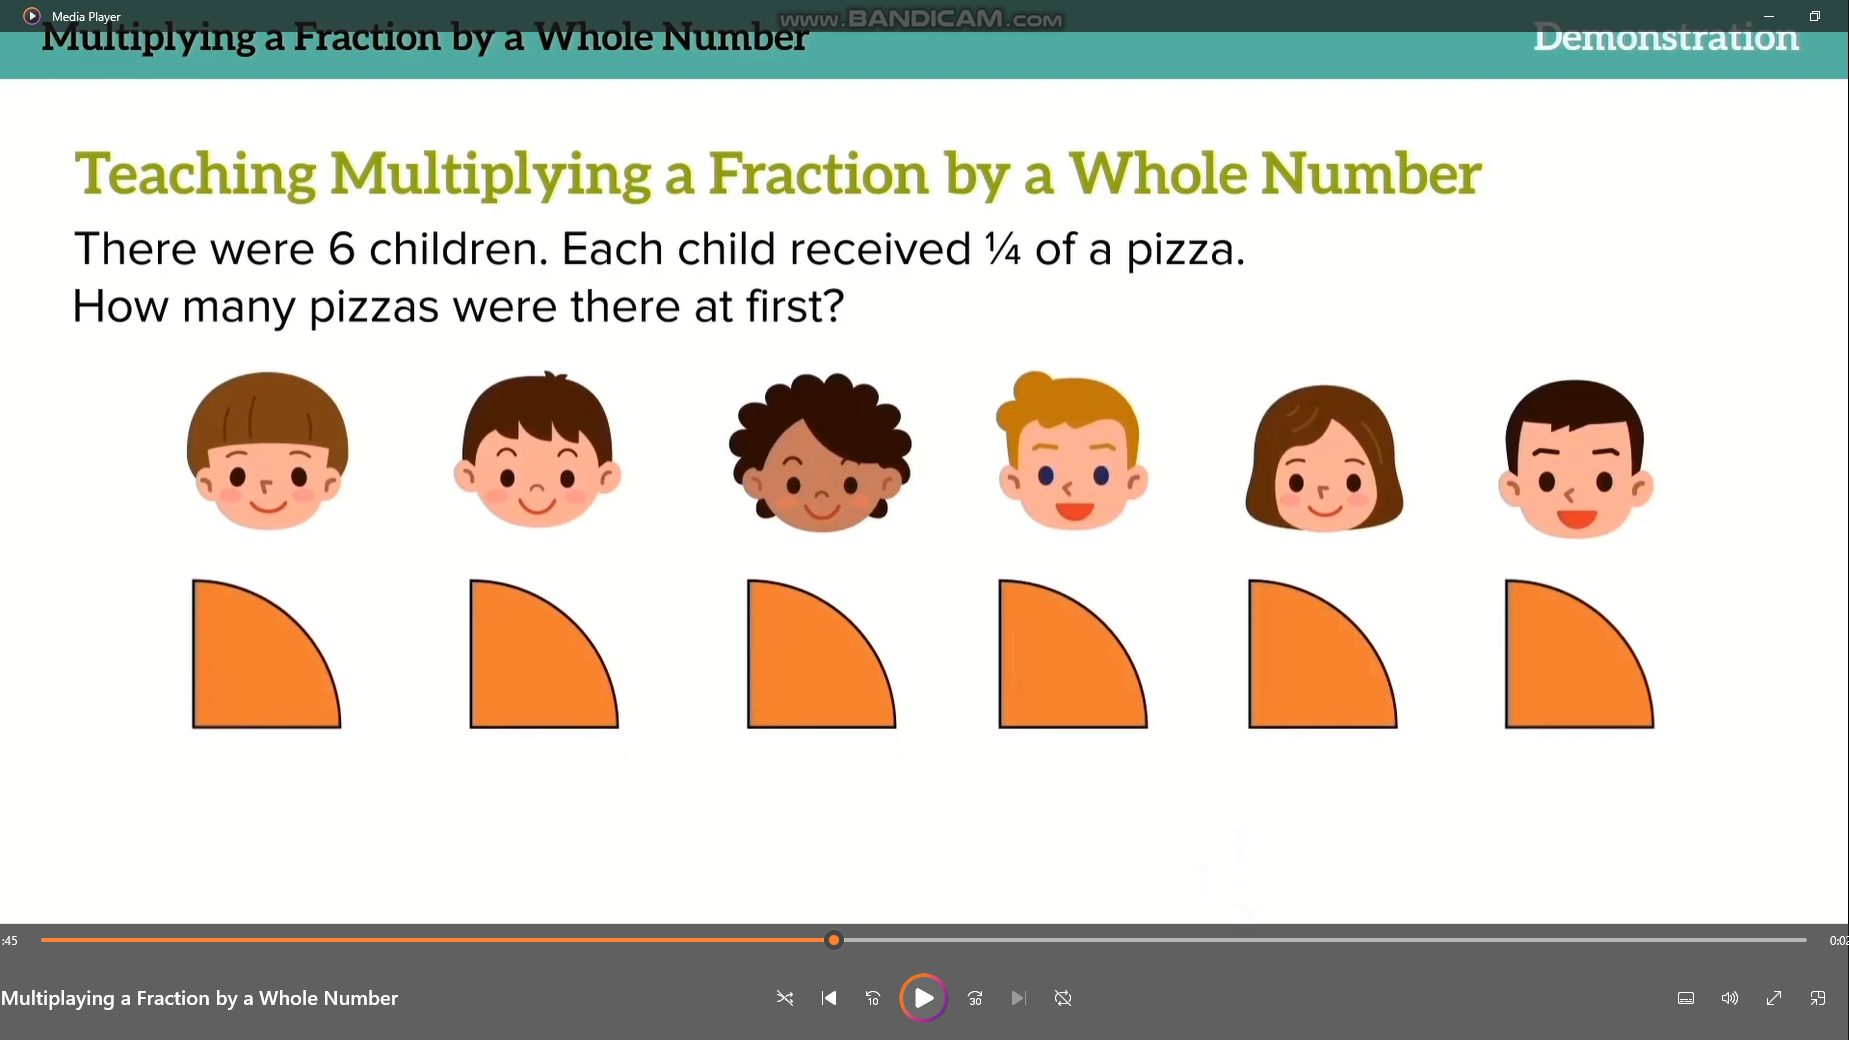 Media Player
www.BANDICAM.com
Multiplying a Fraction by a Whole Number
Demonstration
Teaching Multiplying a Fraction by a Whole Number
There were 6 children. Each child received ¼ of a pizza.
How many pizzas were there at first?
:45
0:02
Multiplaying a Fraction by a Whole Number
10
30